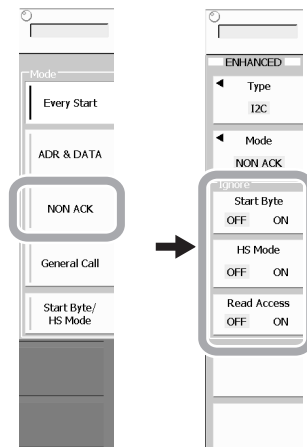 Mode
Every Start
ADR & DATA
NON ACK
General Call
Start Byte/
HS Mode
ENHANCED
Type
I2C
Mode
NON ACK
Ignore
Start Byte
OFF ON
HS Mode
OFF ON
Read Access
OFF ON